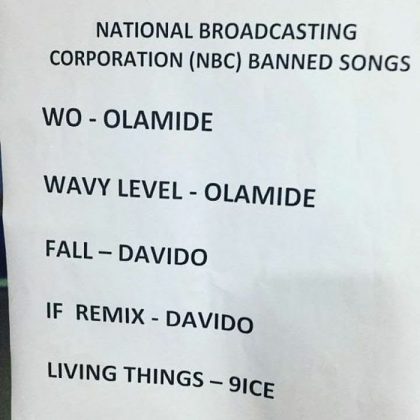 NATIONAL BROADCASTING
CORPORATION (NBC) BANNED SONGS
WO - OLAMIDE
WAVY LEVEL - OLAMIDE
FALL – DAVIDO
IF REMIX - DAVIDO
LIVING THINGS – 9ICE